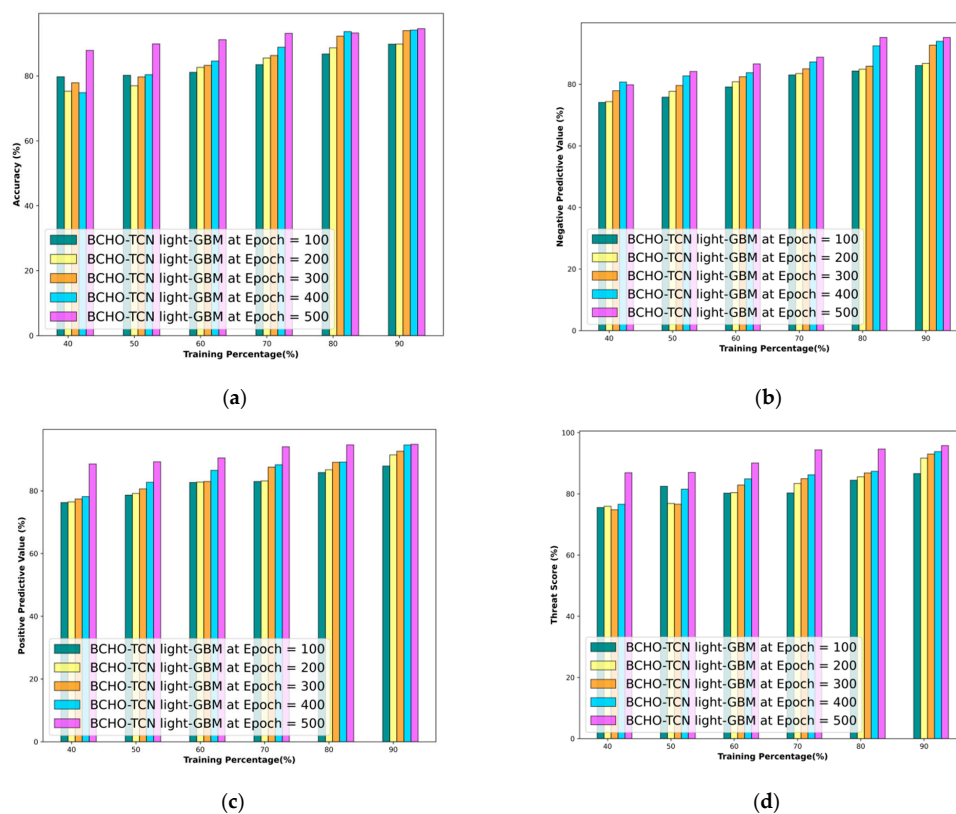 80
60
40
20
0
Accuracy (%)
BCHO-TCN light-GBM at Epoch = 100
BCHO-TCN light-GBM at Epoch = 200
BCHO-TCN light-GBM at Epoch = 300
BCHO-TCN light-GBM at Epoch = 400
BCHO-TCN light-GBM at Epoch = 500
40 50 60 70 80 90
Training Percentage(%)
(a)
80
60
40
20
0
Negative Predictive Value (%)
BCHO-TCN light-GBM at Epoch = 100
BCHO-TCN light-GBM at Epoch = 200
BCHO-TCN light-GBM at Epoch = 300
BCHO-TCN light-GBM at Epoch = 400
BCHO-TCN light-GBM at Epoch = 500
40 50 60 70 80 90
Training Percentage(%)
(b)
80
60
40
20
0
Positive Predictive Value (%)
BCHO-TCN light-GBM at Epoch = 100
BCHO-TCN light-GBM at Epoch = 200
BCHO-TCN light-GBM at Epoch = 300
BCHO-TCN light-GBM at Epoch = 400
BCHO-TCN light-GBM at Epoch = 500
40 50 60 70 80 90
Training Percentage(%)
(c)
100
80
60
40
20
0
Threat Score (%)
BCHO-TCN light-GBM at Epoch = 100
BCHO-TCN light-GBM at Epoch = 200
BCHO-TCN light-GBM at Epoch = 300
BCHO-TCN light-GBM at Epoch = 400
BCHO-TCN light-GBM at Epoch = 500
40 50 60 70 80 90
Training Percentage(%)
(d)